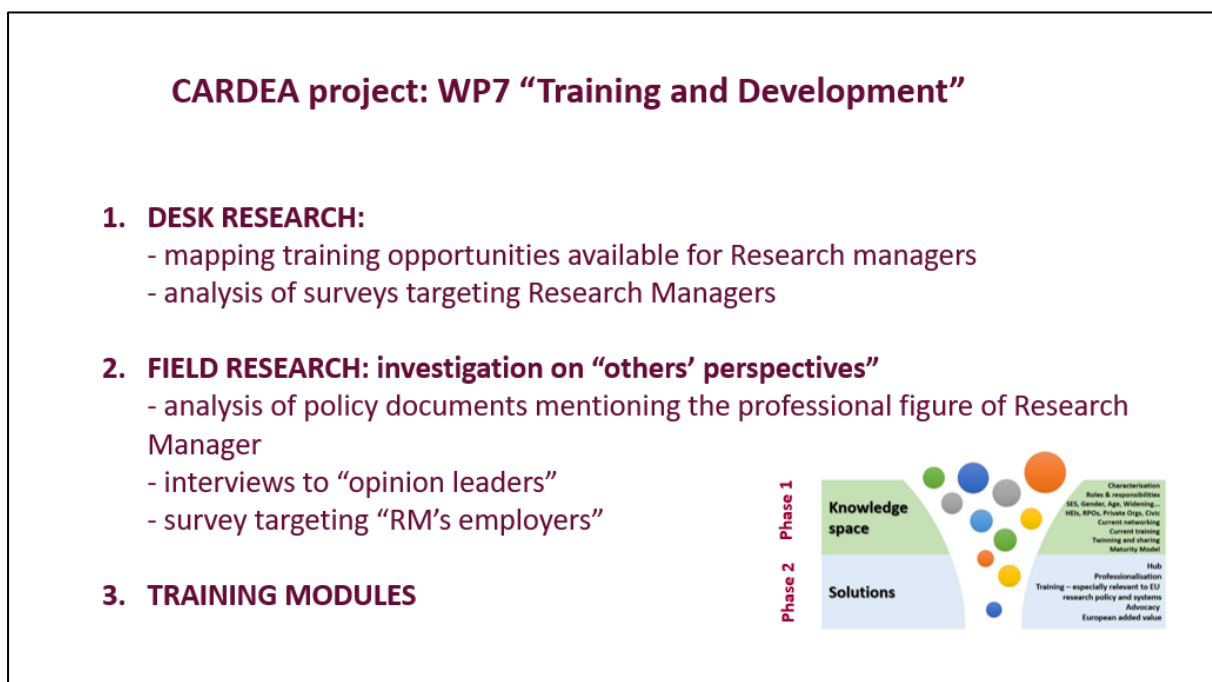 CARDEA project: WP7 “Training and Development”
1. DESK RESEARCH:
- mapping training opportunities available for Research managers
- analysis of surveys targeting Research Managers
2. FIELD RESEARCH: investigation on “others’ perspectives”
- analysis of policy documents mentioning the professional figure of Research
Manager
- interviews to “opinion leaders”
- survey targeting “RM’s employers”
3. TRAINING MODULES
Phase 1
Knowledge
space
Characterisation
Roles & responsibilities
SES, Gender, Age, Widening...
HEIs, RPOs, Private Orgs, Civic
Current networking
Current training
Twinning and sharing
Maturity Model
Phase 2
Solutions
Hub
Professionalisation
Training – especially relevant to EU
research policy and systems
Advocacy
European added value